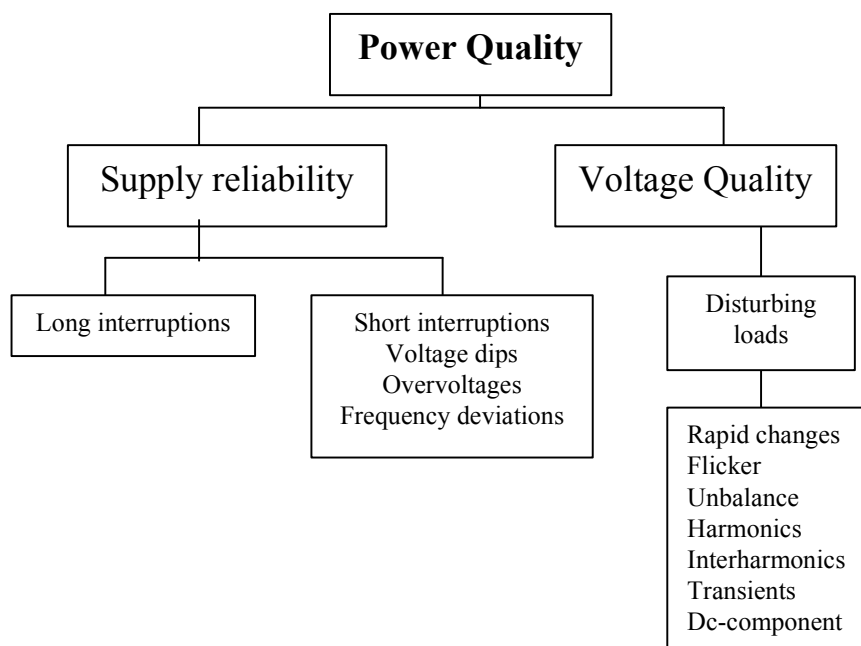 Power Quality
Supply reliability
Voltage Quality
Long interruptions
Short interruptions
Voltage dips
Overvoltages
Frequency deviations
Disturbing
loads
Rapid changes
Flicker
Unbalance
Harmonics
Interharmonics
Transients
Dc-component